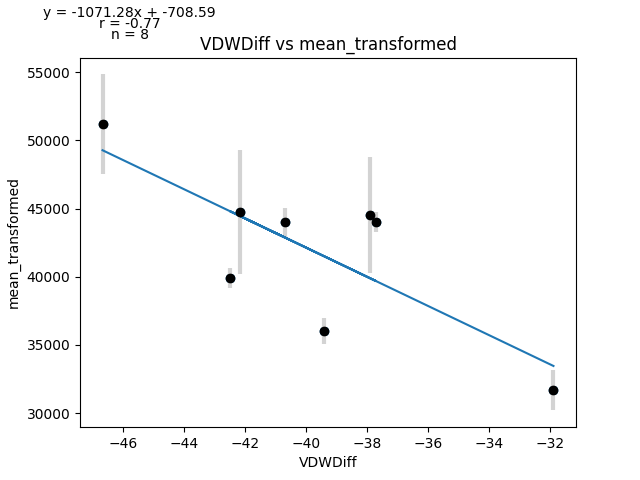 y = -1071.28x + -708.59
r = -0.77
n = 8
VDWDiff vs mean_transformed
55000
50000
45000
40000
35000
30000
mean_transformed
−46 −44 −42 −40 −38 −36 −34 −32
VDWDiff